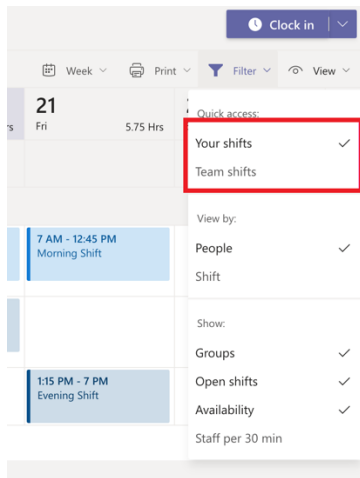 Clock in
Week
Print
Filter
View
21
Fri
5.75 Hrs
Quick access:
Your shifts
Team shifts
View by:
People
Shift
7 AM - 12:45 PM
Morning Shift
Show:
Groups
Open shifts
Availability
Staff per 30 min
1:15 PM - 7 PM
Evening Shift